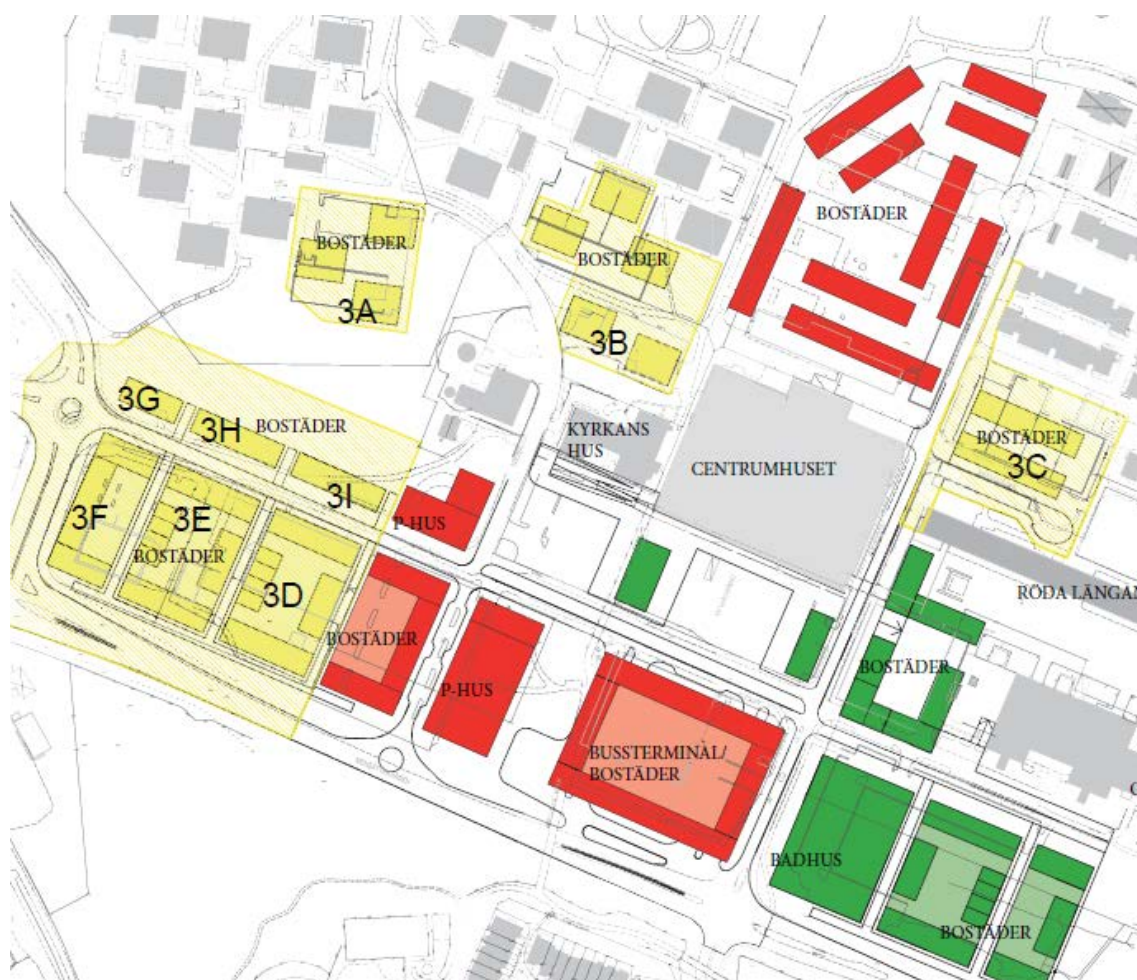 BOSTÄDER
BOSTÄDER
3A
BOSTÄDER
3B
3G
3H
BOSTÄDER
KYRKANS
HUS
CENTRUMHUSET
BOSTÄDER
3C
3I
3F
3E
P-HUS
BOSTÄDER
3D
RÖDA LÄNGAN
BOSTÄDER
BOSTÄDER
P-HUS
BUSSTERMINAL/
BOSTÄDER
BADHUS
BOSTÄDER